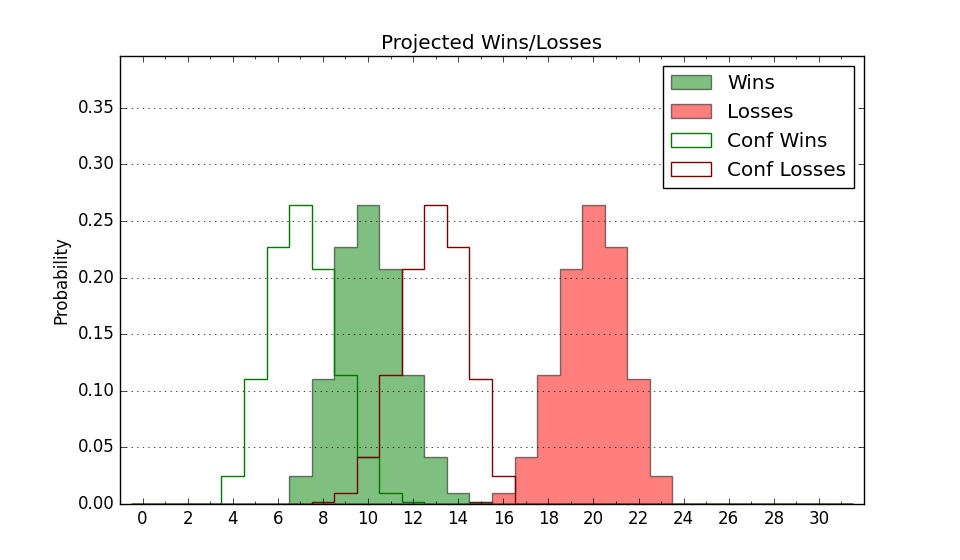 Projected Wins/Losses
Wins
Losses
Conf Wins
Conf Losses
Probability
0.35
0.30
0.25
0.20
0.15
0.10
0.05
0.00
0 2 4 6 8 10 12 14 16 18 20 22 24 26 28 30